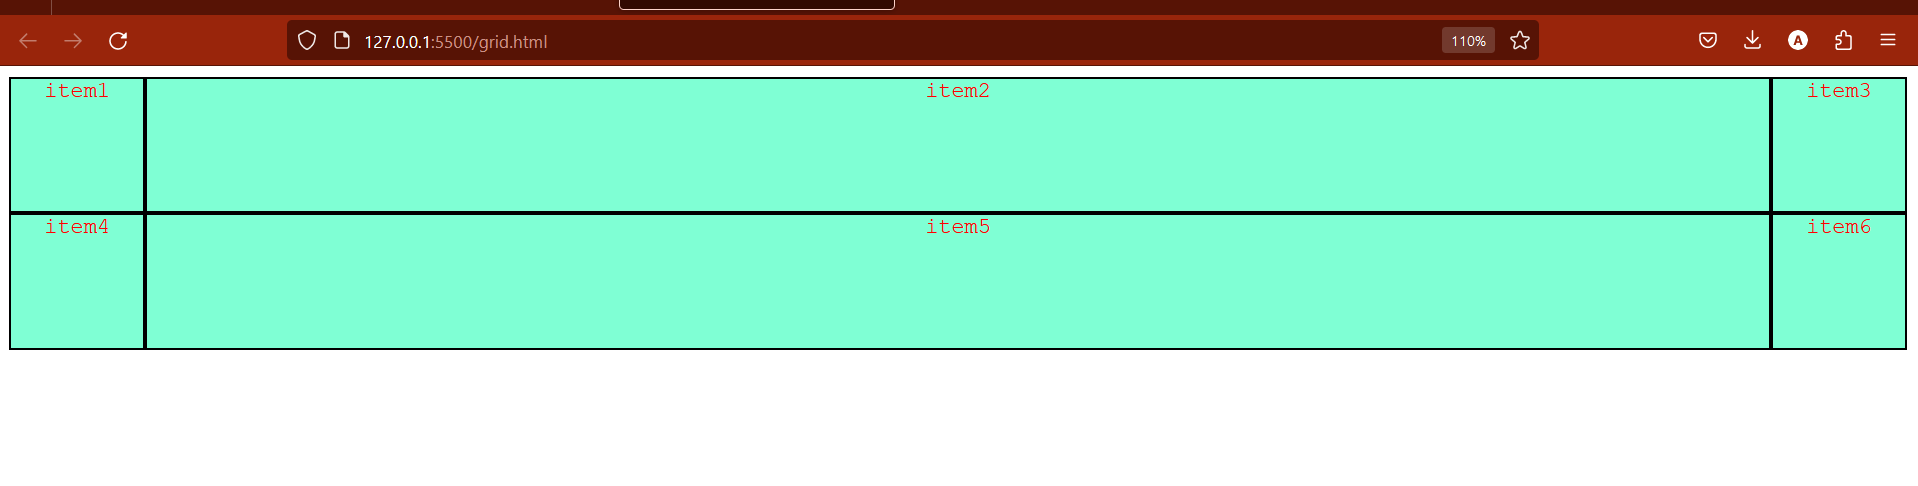 127.0.0.1:5500/grid.html 110% A
item1 item2 item3
item4 item5 item6